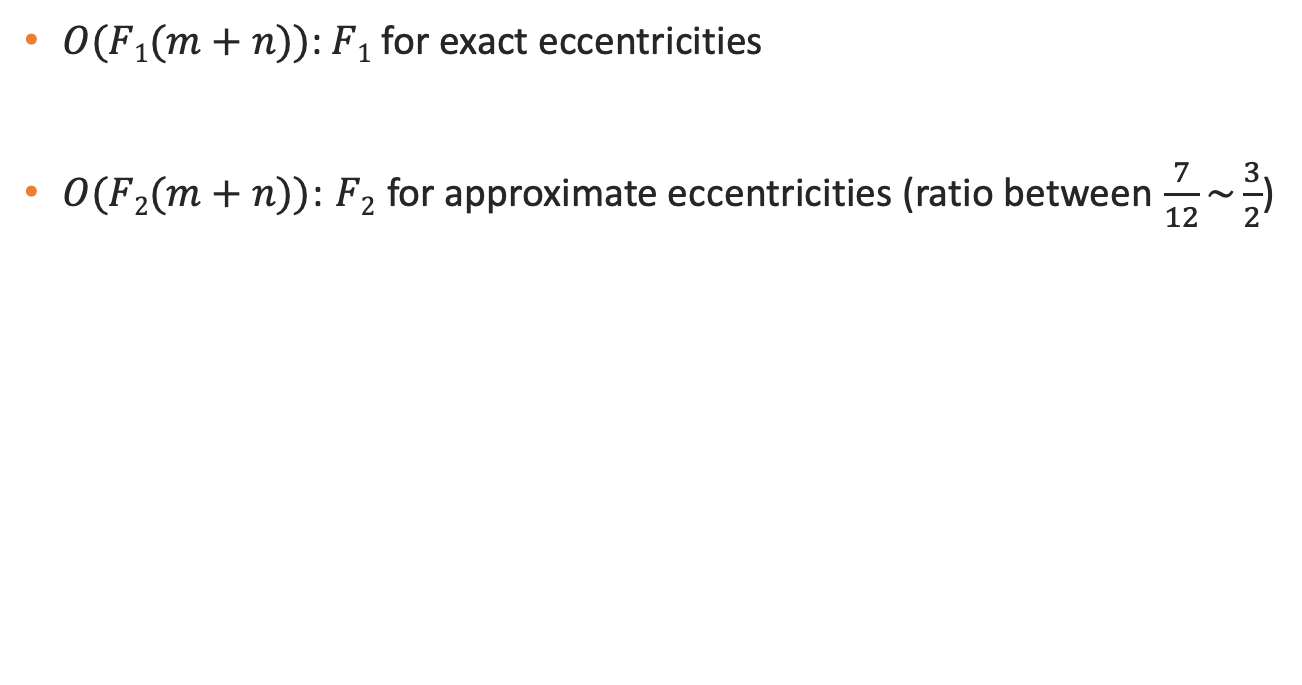 • 𝑂(𝐹₁(𝑚 + 𝑛)): 𝐹₁ for exact eccentricities
• 𝑂(𝐹₂(𝑚 + 𝑛)): 𝐹₂ for approximate eccentricities (ratio between 7/12 ~ 3/2)